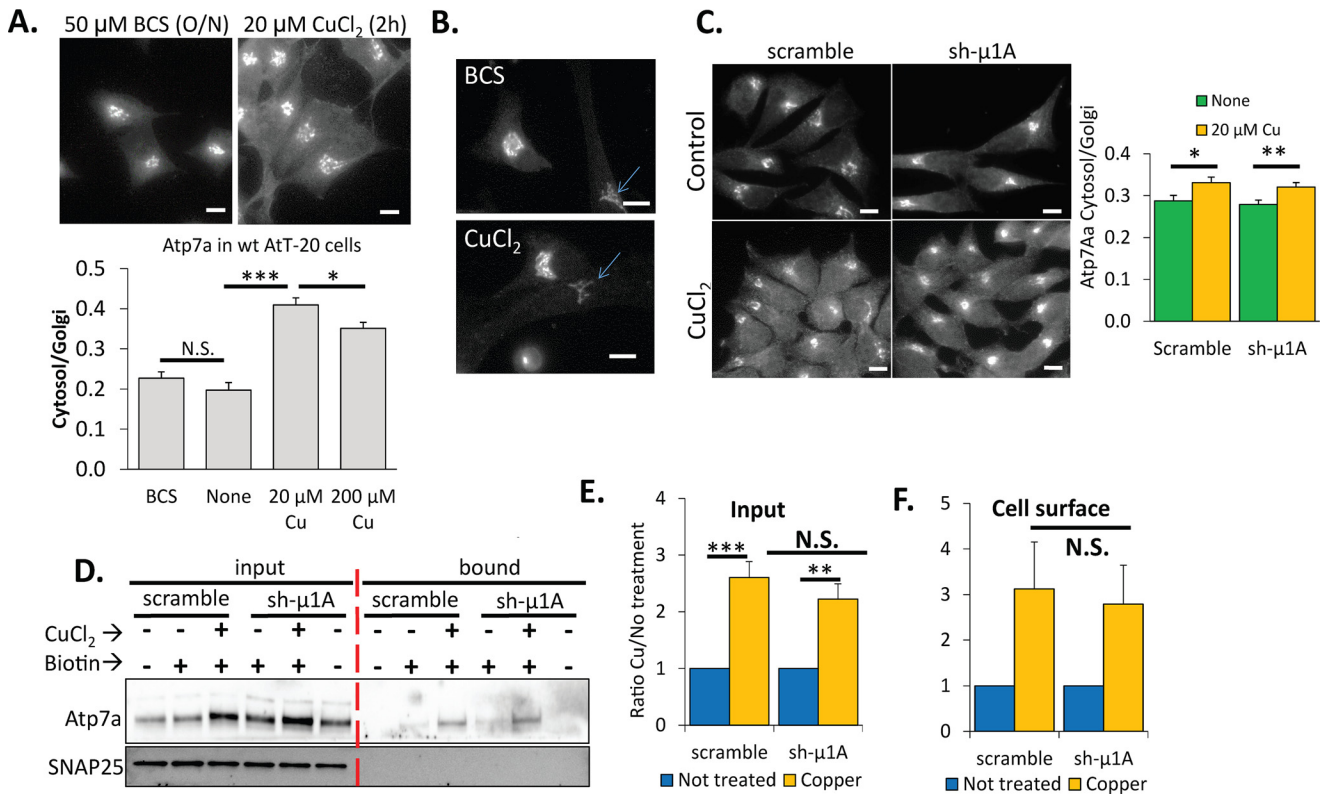 A.
50 µM BCS (O/N)
20 µM CuCl2 (2h)
Atp7a in wt AtT-20 cells
Cytosol/Golgi
0.5
0.4
0.3
0.2
0.1
0.0
N.S.
***
*
BCS
None
20 µM
Cu
200 µM
Cu
B.
BCS
CuCl2
C.
scramble
sh-µ1A
Control
CuCl2
None
20 µM Cu
Atp7Aa Cytosol/Golgi
0.4
0.3
0.2
0.1
0.0
*
**
Scramble
sh-µ1A
D.
input
bound
scramble
sh-µ1A
scramble
sh-µ1A
CuCl2→ - - + - + - - - + - + -
Biotin→ - + + + + - - + + + + -
Atp7a
SNAP25
E.
Input
Ratio Cu/No treatment
4
3
2
1
0
***
N.S.
**
scramble
sh-µ1A
Not treated
Copper
F.
Cell surface
5
4
3
2
1
0
N.S.
scramble
sh-µ1A
Not treated
Copper